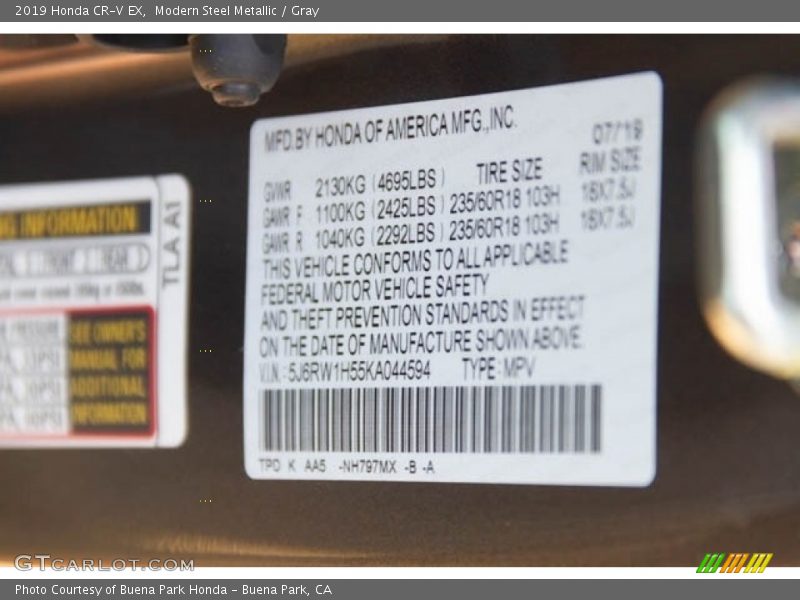 2019 Honda CR-V EX, Modern Steel Metallic / Gray
MFD.BY HONDA OF AMERICA MFG.,INC.
07/19
GVWR 2130KG (4695LBS) TIRE SIZE RIM SIZE
GAWR F 1100KG (2425LBS) 235/60R18 103H 18X7.5J
GAWR R 1040KG (2292LBS) 235/60R18 103H 18X7.5J
THIS VEHICLE CONFORMS TO ALL APPLICABLE
FEDERAL MOTOR VEHICLE SAFETY
AND THEFT PREVENTION STANDARDS IN EFFECT
ON THE DATE OF MANUFACTURE SHOWN ABOVE.
V.I.N.:5J6RW1H55KA044594 TYPE:MPV
TPD K AA5 -NH797MX -B -A
INFORMATION
TLA A1
SEE OWNER'S
MANUAL FOR
ADDITIONAL
INFORMATION
GTCARLOT.COM
Photo Courtesy of Buena Park Honda - Buena Park, CA